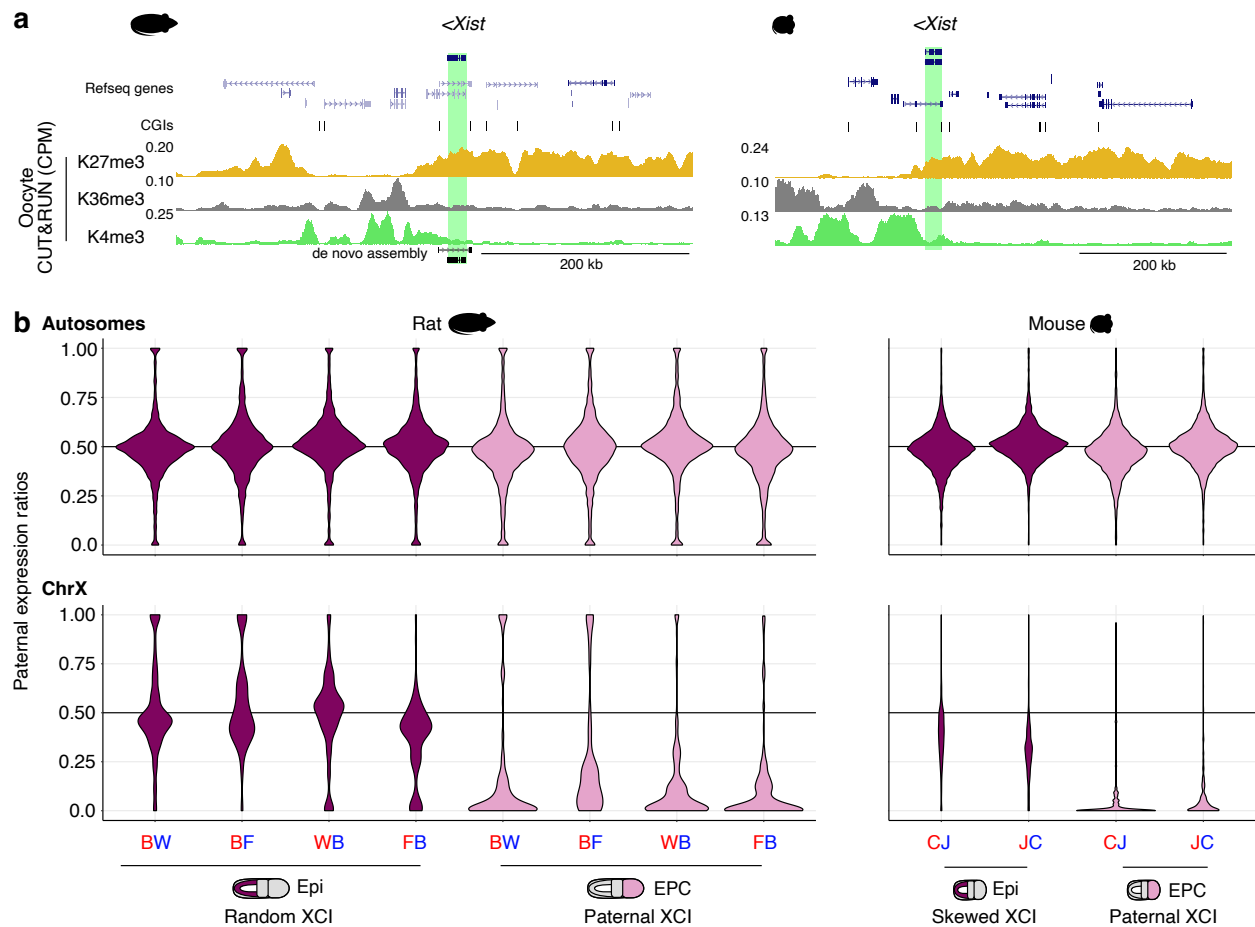 a
<Xist
<Xist
Refseq genes
CGIs
Oocyte
CUT&RUN (CPM)
K27me3
0.20
0.24
K36me3
0.10
0.10
K4me3
0.25
0.13
de novo assembly
200 kb
200 kb
b
Autosomes
Rat
Mouse
Paternal expression ratios
1.00
0.75
0.50
0.25
0.0
ChrX
1.00
0.75
0.50
0.25
0.0
BW BF WB FB BW BF WB FB CJ JC CJ JC
Epi EPC Epi EPC
Random XCI Paternal XCI Skewed XCI Paternal XCI